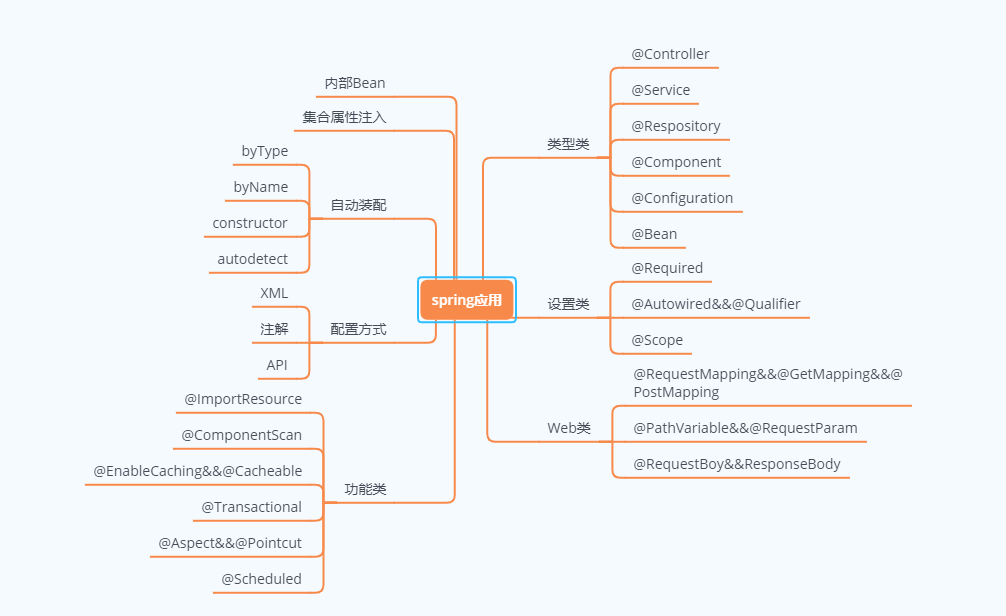 spring应用
类型类
@Controller
@Service
@Respository
@Component
@Configuration
@Bean
设置类
@Required
@Autowired&&@Qualifier
@Scope
Web类
@RequestMapping&&@GetMapping&&@
PostMapping
@PathVariable&&@RequestParam
@RequestBoy&&ResponseBody
内部Bean
集合属性注入
自动装配
byType
byName
constructor
autodetect
配置方式
XML
注解
API
功能类
@ImportResource
@ComponentScan
@EnableCaching&&@Cacheable
@Transactional
@Aspect&&@Pointcut
@Scheduled